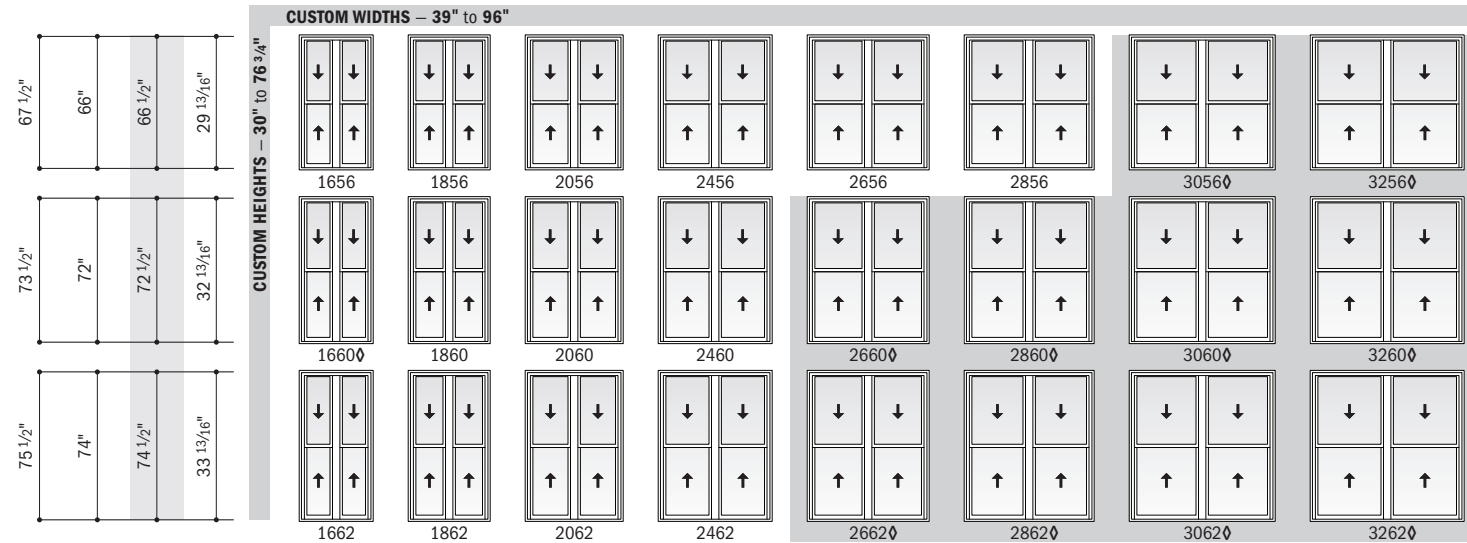 CUSTOM WIDTHS – 39" to 96"
CUSTOM HEIGHTS – 30" to 76 3/4"
67 1/2" 66" 66 1/2" 29 13/16"
1656 1856 2056 2456 2656 2856 3056◊ 3256◊
73 1/2" 72" 72 1/2" 32 13/16"
1660◊ 1860 2060 2460 2660◊ 2860◊ 3060◊ 3260◊
75 1/2" 74" 74 1/2" 33 13/16"
1662 1862 2062 2462 2662◊ 2862◊ 3062◊ 3262◊